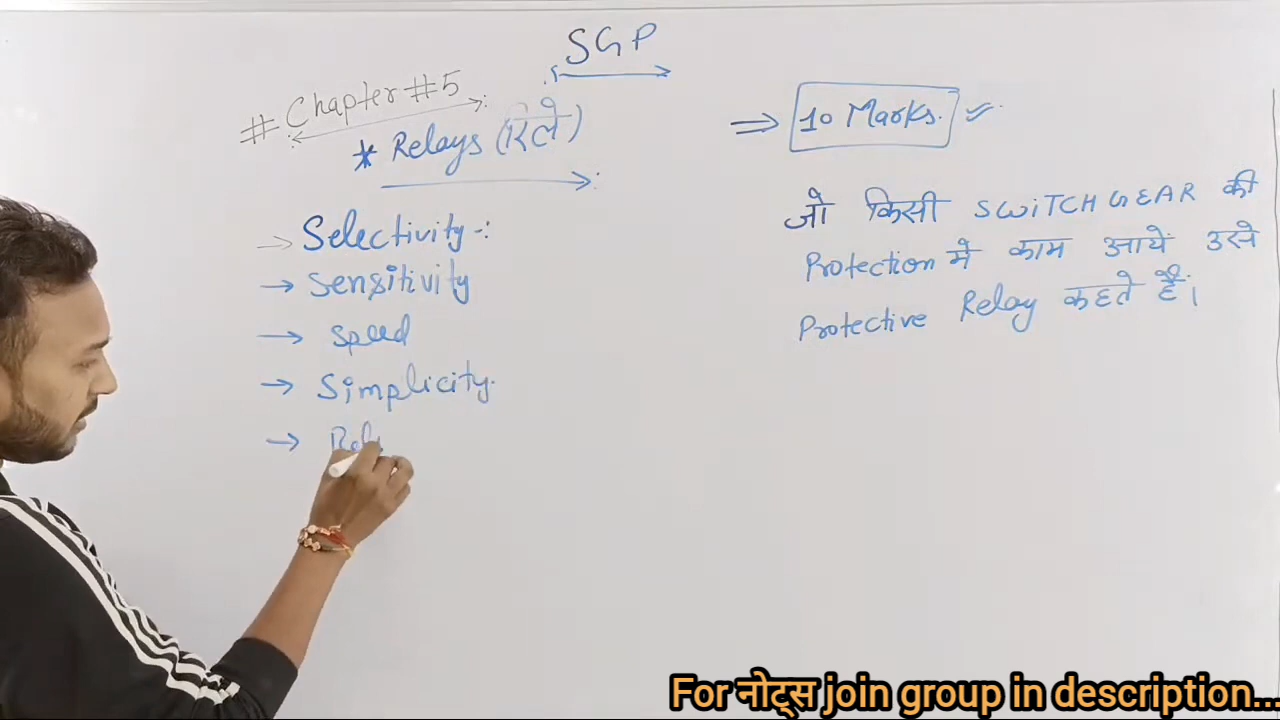 SGP
# Chapter #5
* Relays (रिले)
→ Selectivity -:
→ Sensitivity
→ Speed
→ Simplicity.
→ Rel
⇒ 10 Marks.
जो किसी SWiTCHGEAR की
Protection मे काम आयें उसे
Protective Relay कहते हैं।
For नोट्स join group in description...